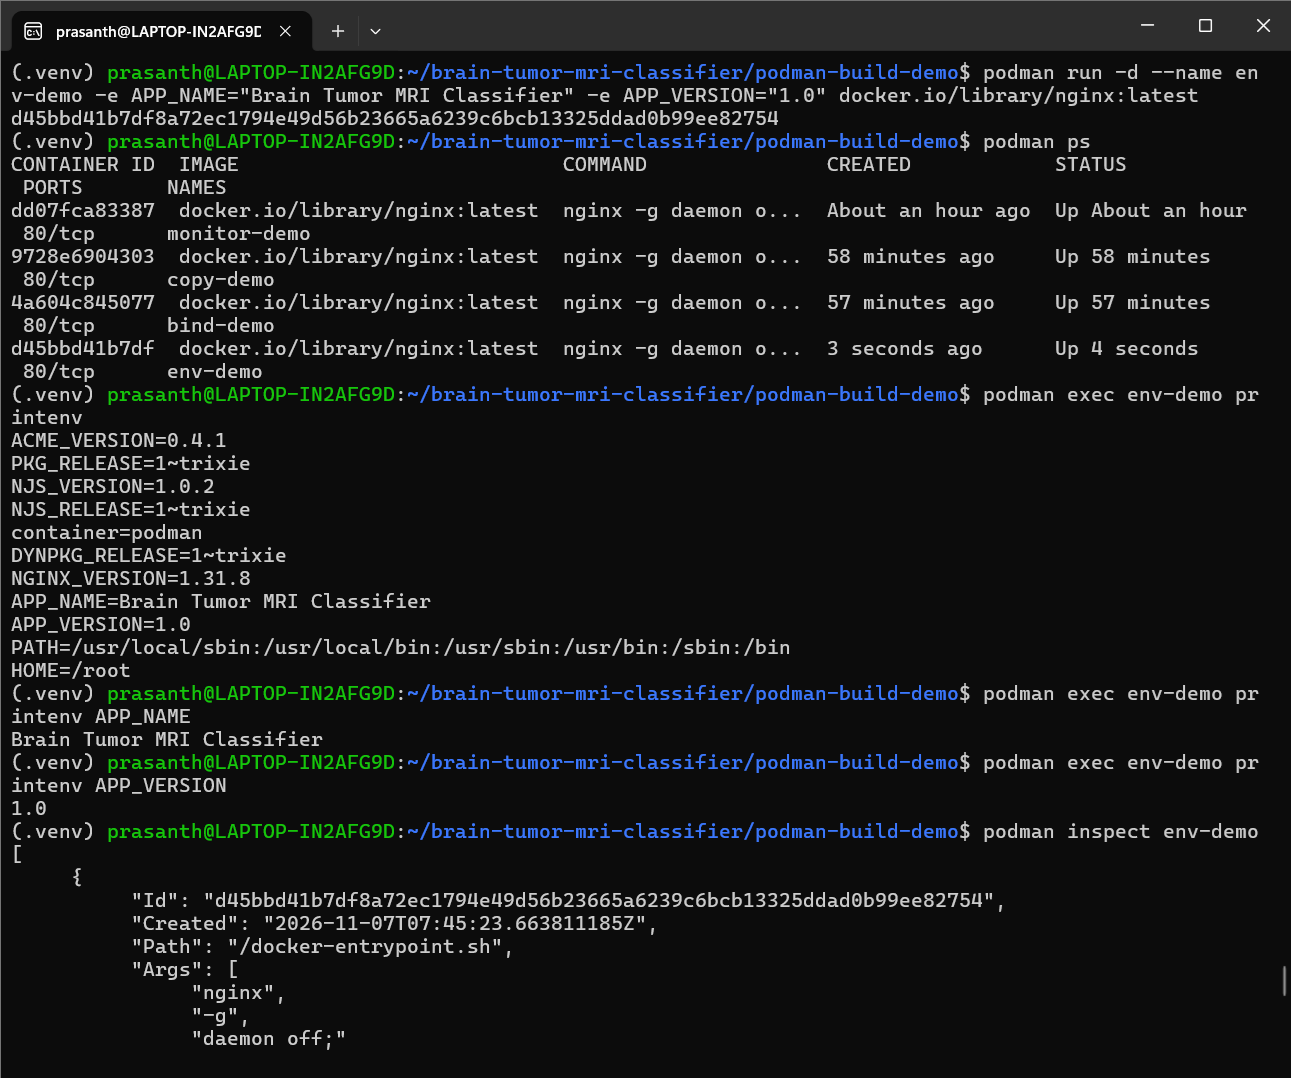 prasanth@LAPTOP-IN2AFG9D
(.venv) prasanth@LAPTOP-IN2AFG9D:~/brain-tumor-mri-classifier/podman-build-demo$ podman run -d --name en
v-demo -e APP_NAME="Brain Tumor MRI Classifier" -e APP_VERSION="1.0" docker.io/library/nginx:latest
d45bbd41b7df8a72ec1794e49d56b23665a6239c6bcb13325ddad0b99ee82754
(.venv) prasanth@LAPTOP-IN2AFG9D:~/brain-tumor-mri-classifier/podman-build-demo$ podman ps
CONTAINER ID  IMAGE                           COMMAND               CREATED            STATUS
 PORTS       NAMES
dd07fca83387  docker.io/library/nginx:latest  nginx -g daemon o...  About an hour ago  Up About an hour
 80/tcp      monitor-demo
9728e6904303  docker.io/library/nginx:latest  nginx -g daemon o...  58 minutes ago     Up 58 minutes
 80/tcp      copy-demo
4a604c845077  docker.io/library/nginx:latest  nginx -g daemon o...  57 minutes ago     Up 57 minutes
 80/tcp      bind-demo
d45bbd41b7df  docker.io/library/nginx:latest  nginx -g daemon o...  3 seconds ago      Up 4 seconds
 80/tcp      env-demo
(.venv) prasanth@LAPTOP-IN2AFG9D:~/brain-tumor-mri-classifier/podman-build-demo$ podman exec env-demo pr
intenv
ACME_VERSION=0.4.1
PKG_RELEASE=1~trixie
NJS_VERSION=1.0.2
NJS_RELEASE=1~trixie
container=podman
DYNPKG_RELEASE=1~trixie
NGINX_VERSION=1.31.8
APP_NAME=Brain Tumor MRI Classifier
APP_VERSION=1.0
PATH=/usr/local/sbin:/usr/local/bin:/usr/sbin:/usr/bin:/sbin:/bin
HOME=/root
(.venv) prasanth@LAPTOP-IN2AFG9D:~/brain-tumor-mri-classifier/podman-build-demo$ podman exec env-demo pr
intenv APP_NAME
Brain Tumor MRI Classifier
(.venv) prasanth@LAPTOP-IN2AFG9D:~/brain-tumor-mri-classifier/podman-build-demo$ podman exec env-demo pr
intenv APP_VERSION
1.0
(.venv) prasanth@LAPTOP-IN2AFG9D:~/brain-tumor-mri-classifier/podman-build-demo$ podman inspect env-demo
[
     {
          "Id": "d45bbd41b7df8a72ec1794e49d56b23665a6239c6bcb13325ddad0b99ee82754",
          "Created": "2026-11-07T07:45:23.663811185Z",
          "Path": "/docker-entrypoint.sh",
          "Args": [
               "nginx",
               "-g",
               "daemon off;"